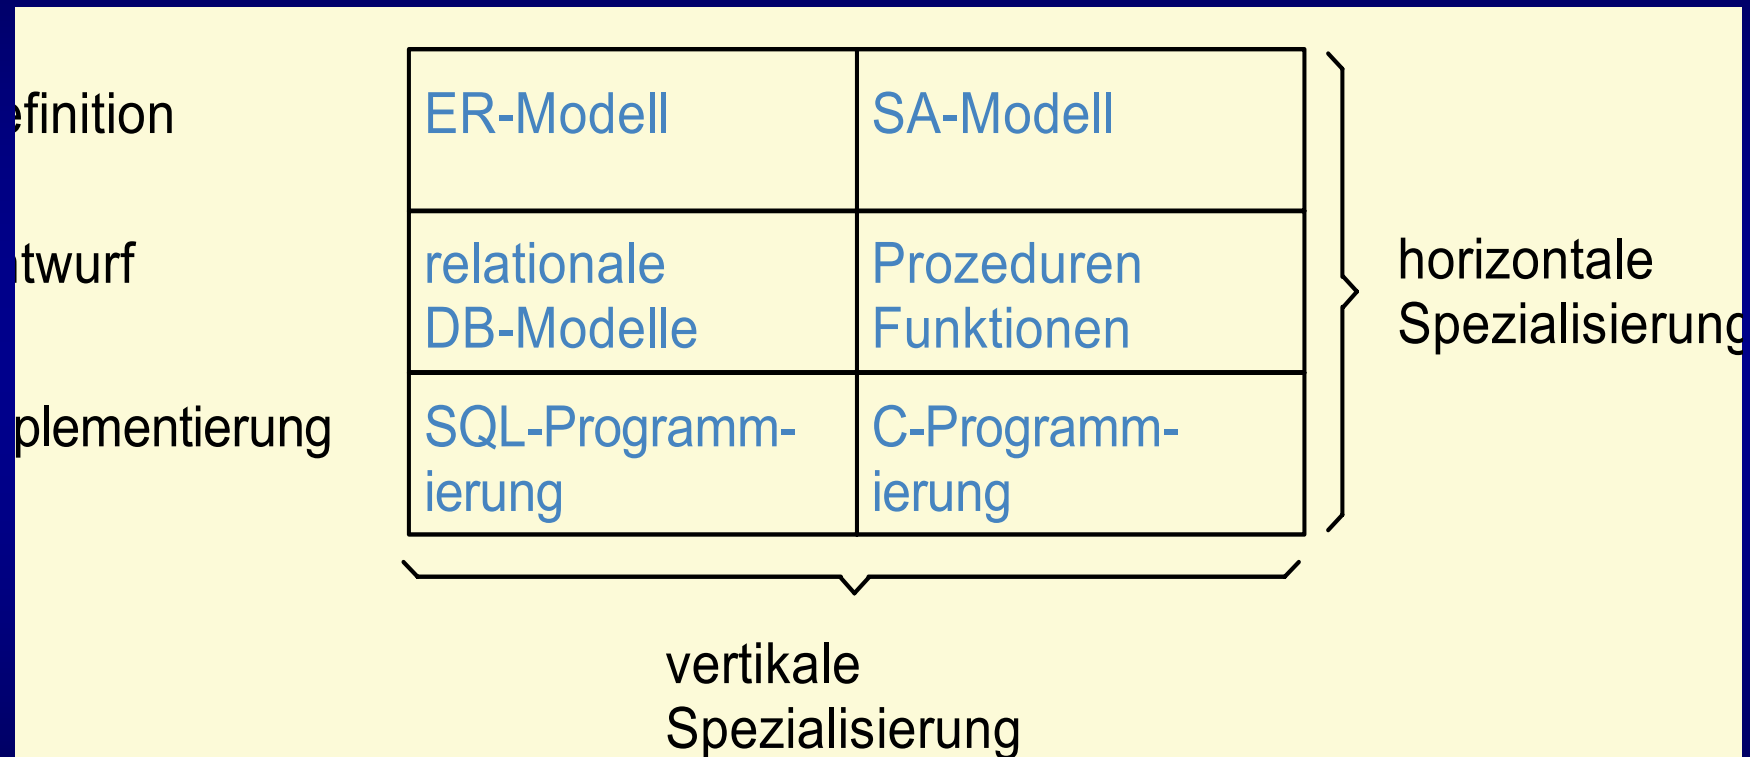 efinition
ER-Modell
SA-Modell
twurf
relationale
DB-Modelle
Prozeduren
Funktionen
horizontale
Spezialisierung
plementierung
SQL-Programm-
ierung
C-Programm-
ierung
vertikale
Spezialisierung